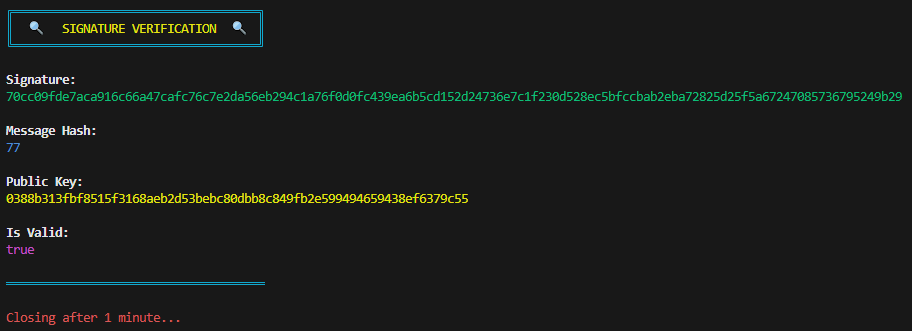 SIGNATURE VERIFICATION
Signature:
70cc09fde7aca916c66a47cafc76c7e2da56eb294c1a76f0d0fc439ea6b5cd152d24736e7c1f230d528ec5bfccbab2eba72825d25f5a67247085736795249b29
Message Hash:
77
Public Key:
0388b313fbf8515f3168aeb2d53bebc80dbb8c849fb2e599494659438ef6379c55
Is Valid:
true
Closing after 1 minute...